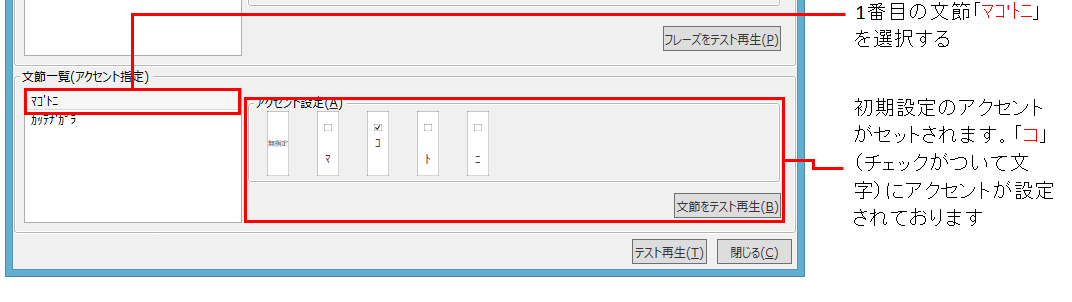 フレーズをテスト再生(P)
1番目の文節「マコ'トニ」
を選択する
文節一覧(アクセント指定)
ﾏｺﾞﾄﾆ
ｶｯﾃﾅｶﾞﾗ
アクセント設定(A)
無指定
マ
コ
ト
ニ
文節をテスト再生(B)
初期設定のアクセント
がセットされます。「コ」
（チェックがついて文
字）にアクセントが設定
されております
テスト再生(T)
閉じる(C)